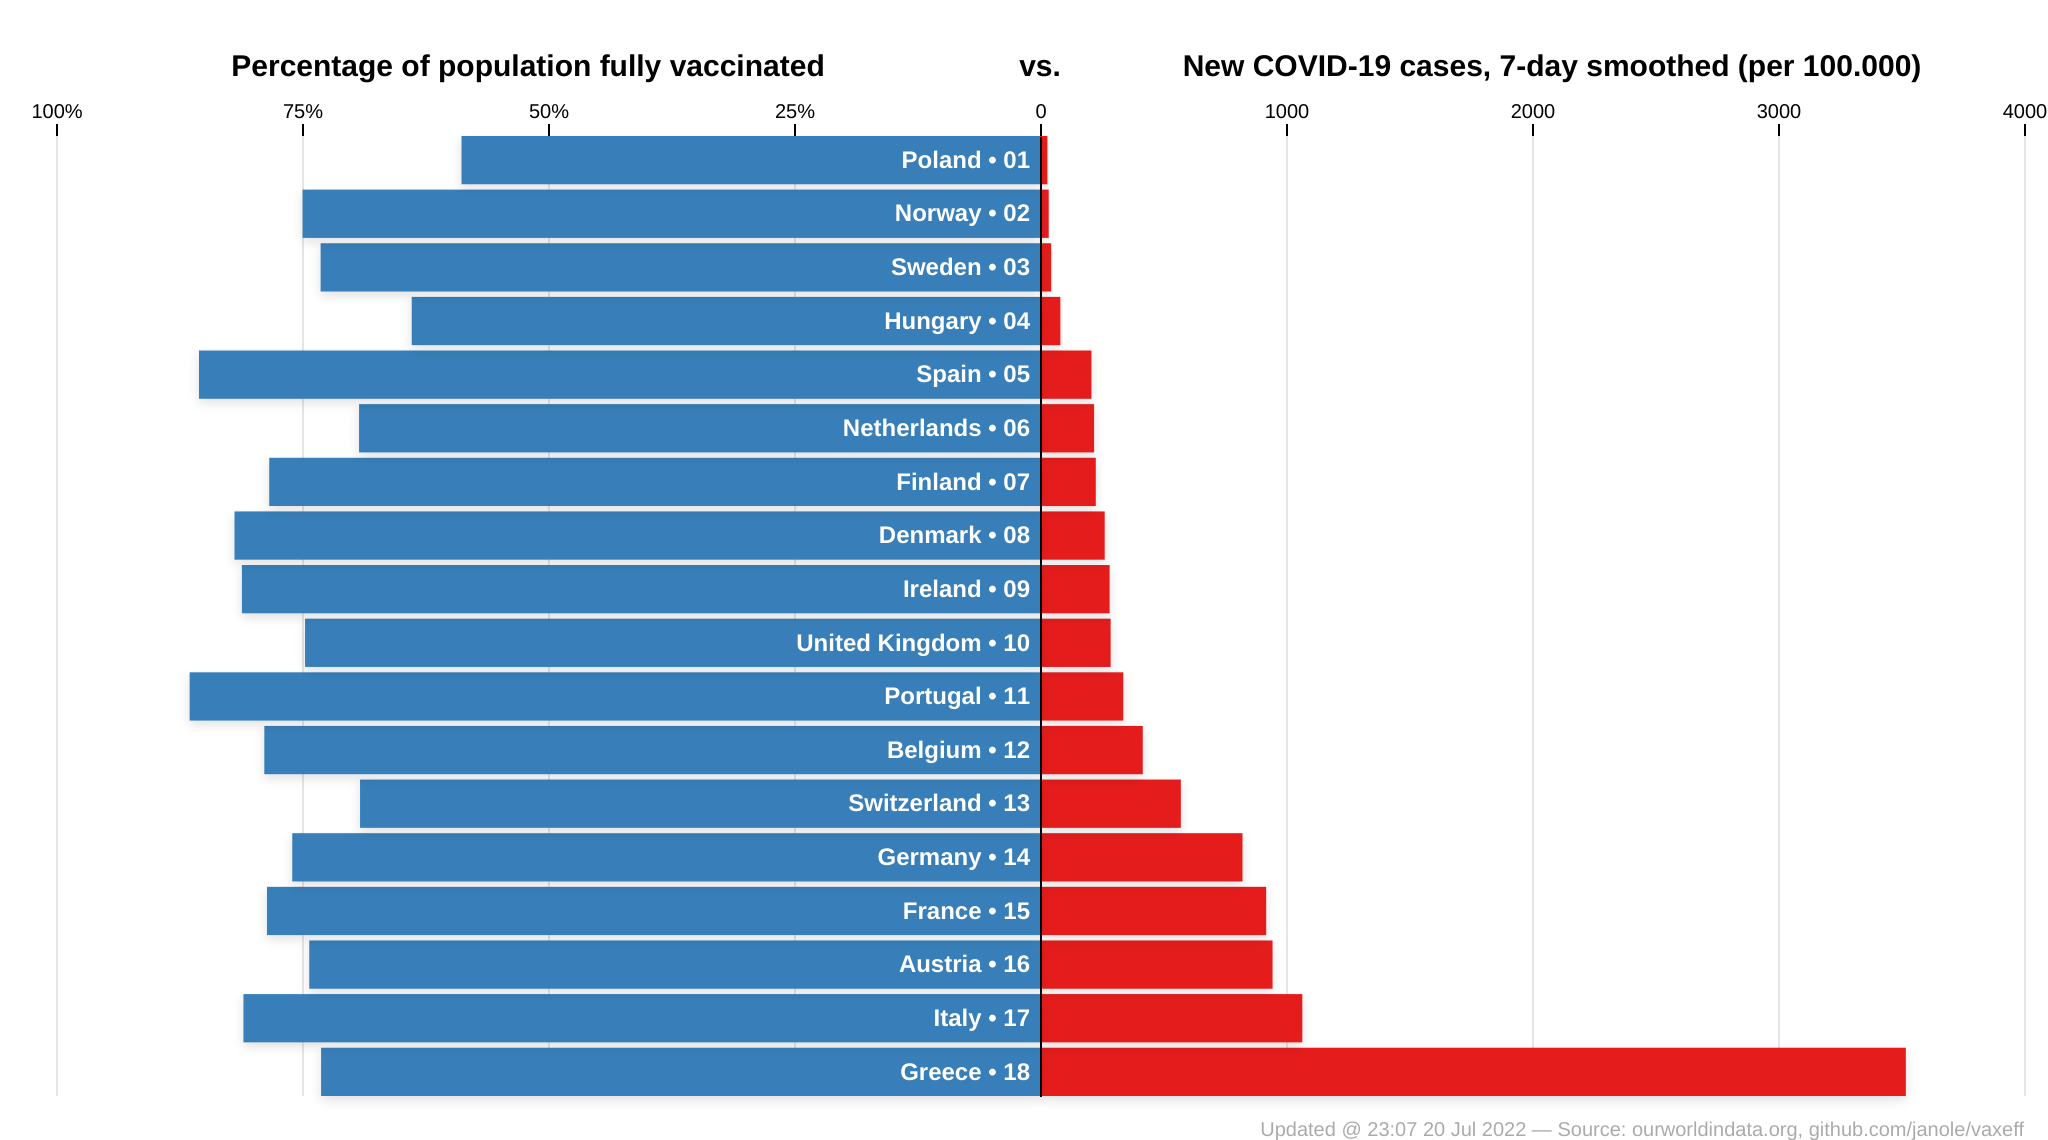 Percentage of population fully vaccinated vs. New COVID-19 cases, 7-day smoothed (per 100.000)
100% 75% 50% 25% 0 1000 2000 3000 4000
Poland • 01
Norway • 02
Sweden • 03
Hungary • 04
Spain • 05
Netherlands • 06
Finland • 07
Denmark • 08
Ireland • 09
United Kingdom • 10
Portugal • 11
Belgium • 12
Switzerland • 13
Germany • 14
France • 15
Austria • 16
Italy • 17
Greece • 18
Updated @ 23:07 20 Jul 2022 — Source: ourworldindata.org, github.com/janole/vaxeff